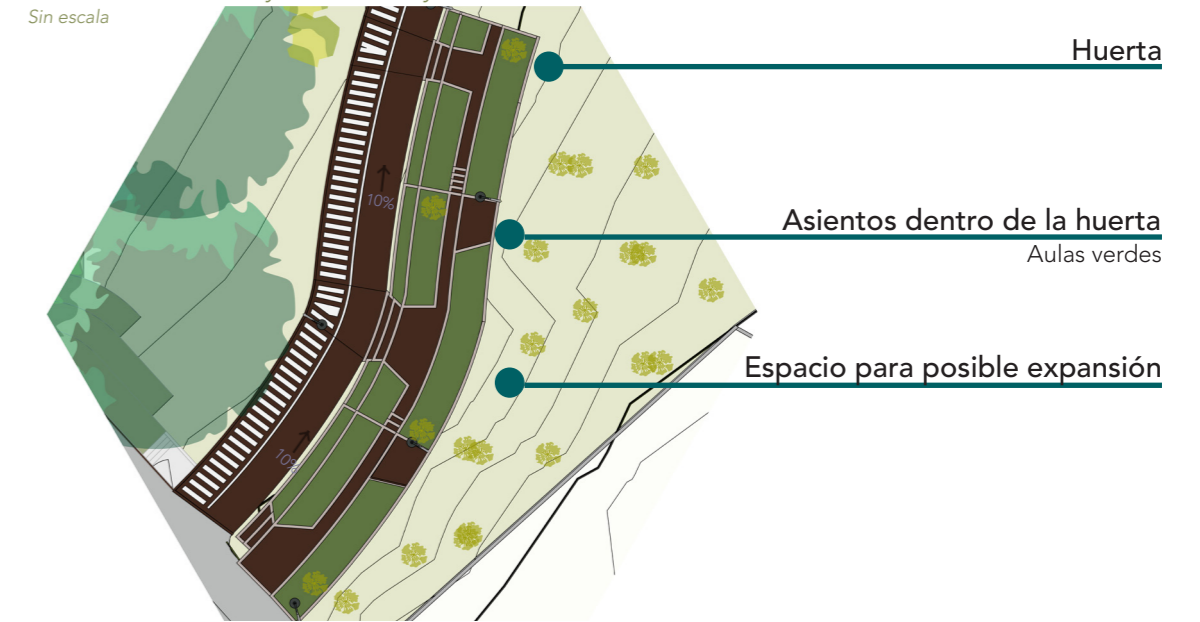 Sin escala
Huerta
10%
Asientos dentro de la huerta
Aulas verdes
Espacio para posible expansión
10%